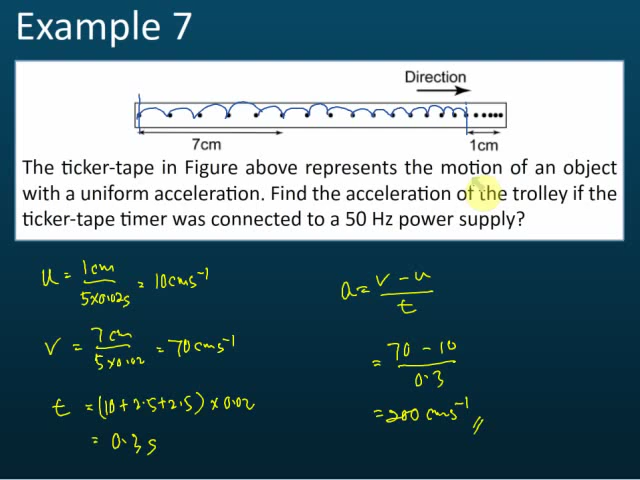 Example 7
Direction
7cm
1cm
The ticker-tape in Figure above represents the motion of an object
with a uniform acceleration. Find the acceleration of the trolley if the
ticker-tape timer was connected to a 50 Hz power supply?
u = 1cm / 5×0.02s = 10cms⁻¹
v = 7cm / 5×0.02 = 70cms⁻¹
t = (10+2.5+2.5)×0.02
= 0.3s
a = v - u / t
= 70 - 10 / 0.3
= 200 cms⁻¹ //